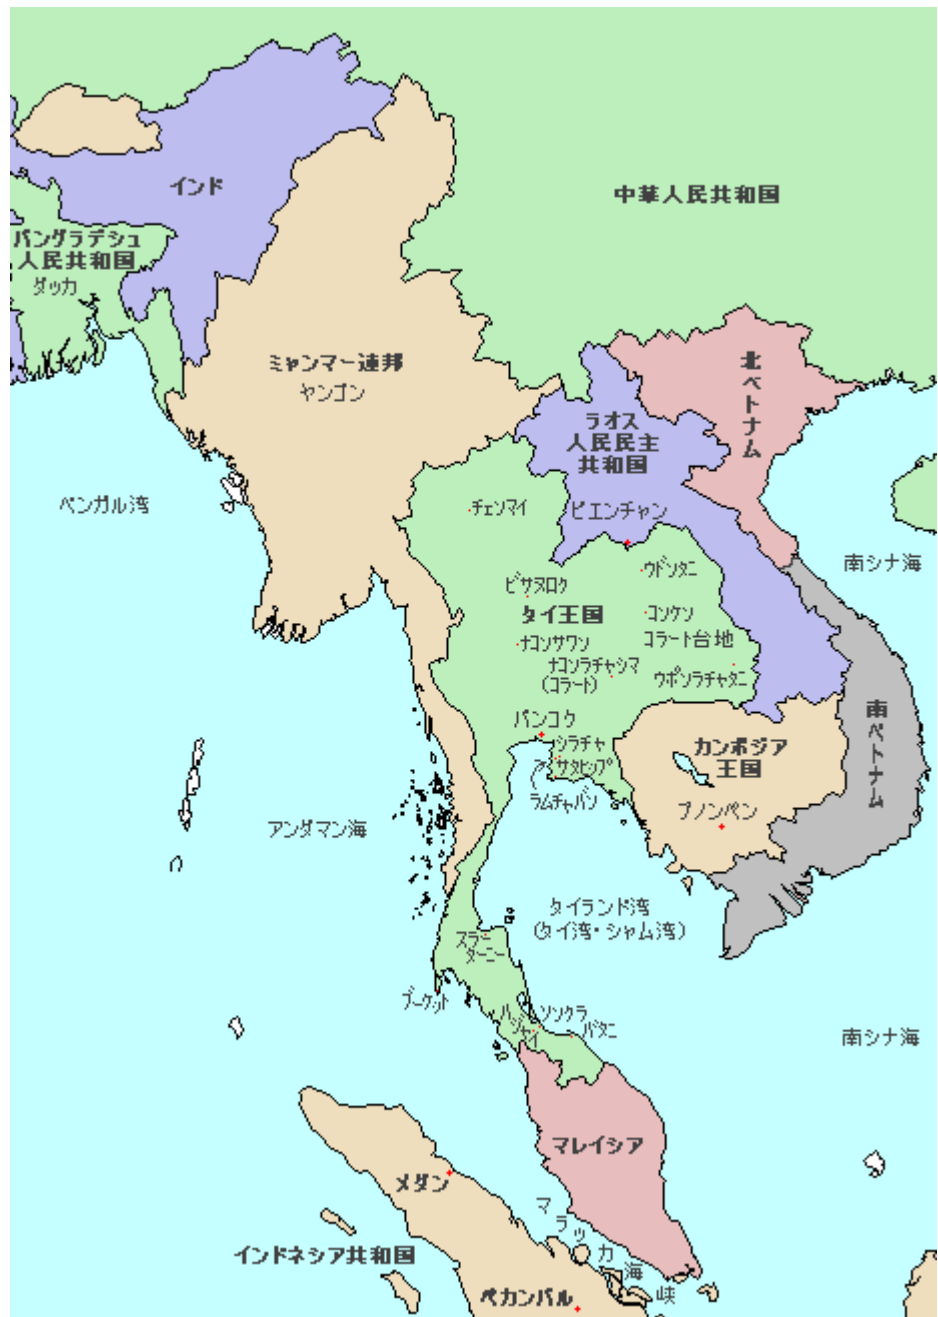 インド
中華人民共和国
バングラデシュ
人民共和国
ダッカ
ミャンマー連邦
ヤンゴン
北ベトナム
ラオス
人民民主
共和国
ベンガル湾
チェンマイ
ビエンチャン
南シナ海
ウドンタニ
ピサヌロク
タイ王国
コンケン
コラート台地
ナコンサワン
ナコンラチャシマ
(コラート)
ウボンラチャタニ
南ベトナム
バンコク
シラチャ
サタヒップ
ラムチャバン
カンボジア
王国
プノンペン
アンダマン海
タイランド湾
(タイ湾・シャム湾)
スラー
ターニー
プーケット
ハジャイ
ソンクラ
パタニ
南シナ海
マレイシア
メダン
マラッカ海峡
インドネシア共和国
ペカンバル